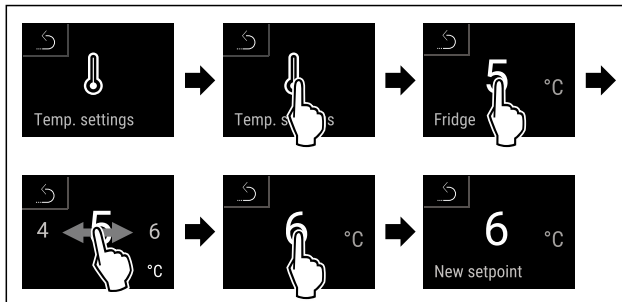 Temp. settings
Temp. s s
5 °C
Fridge
4 5 6
°C
6 °C
6 °C
New setpoint